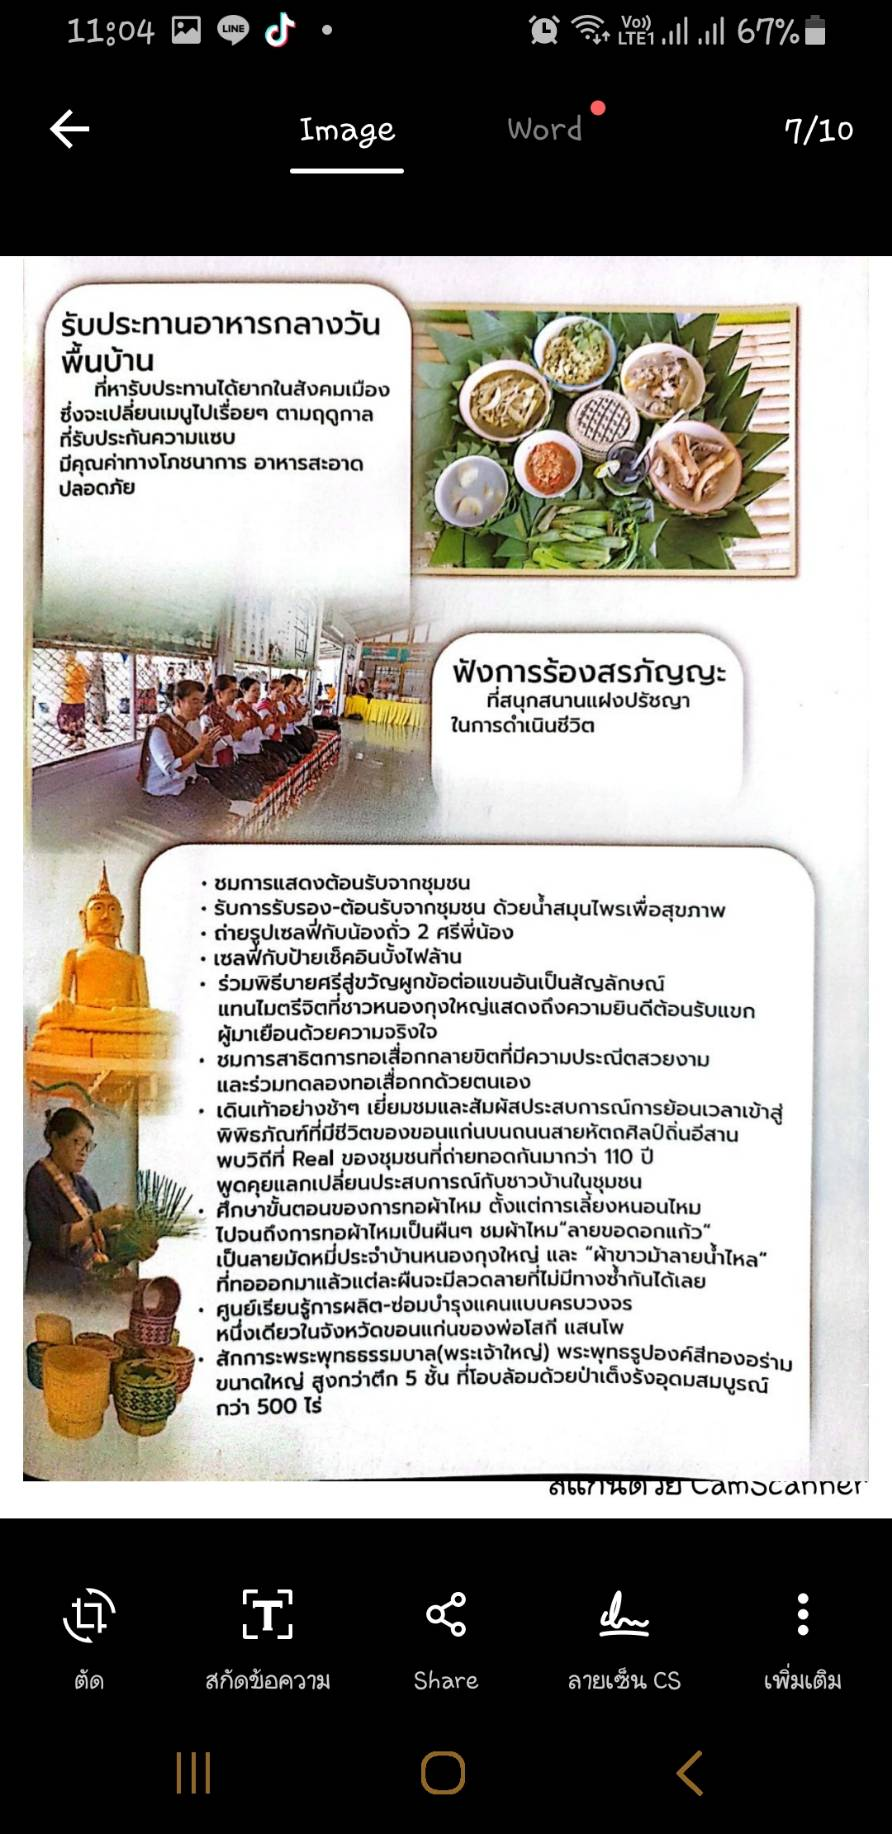 11:04
LINE
Vo))
LTE1
67%
Image
Word
7/10
รับประทานอาหารกลางวัน
พื้นบ้าน
ที่หารับประทานได้ยากในสังคมเมือง
ซึ่งจะเปลี่ยนเมนูไปเรื่อยๆ ตามฤดูกาล
ที่รับประกันความแซบ
มีคุณค่าทางโภชนาการ อาหารสะอาด
ปลอดภัย
ฟังการร้องสรภัญญะ
ที่สนุกสนานแฝงปรัชญา
ในการดำเนินชีวิต
• ชมการแสดงต้อนรับจากชุมชน
• รับการรับรอง-ต้อนรับจากชุมชน ด้วยน้ำสมุนไพรเพื่อสุขภาพ
• ถ่ายรูปเซลฟี่กับน้องถั่ว 2 ศรีพี่น้อง
• เซลฟี่กับป้ายเช็คอินบั้งไฟล้าน
• ร่วมพิธีบายศรีสู่ขวัญผูกข้อต่อแขนอันเป็นสัญลักษณ์
แทนไมตรีจิตที่ชาวหนองกุงใหญ่แสดงถึงความยินดีต้อนรับแขก
ผู้มาเยือนด้วยความจริงใจ
• ชมการสาธิตการทอเสื่อกกลายขิตที่มีความประณีตสวยงาม
และร่วมทดลองทอเสื่อกกด้วยตนเอง
• เดินเท้าอย่างช้าๆ เยี่ยมชมและสัมผัสประสบการณ์การย้อนเวลาเข้าสู่
พิพิธภัณฑ์ที่มีชีวิตของขอนแก่นบนถนนสายหัตถศิลป์ถิ่นอีสาน
พบวิถีที่ Real ของชุมชนที่ถ่ายทอดกันมากว่า 110 ปี
พูดคุยแลกเปลี่ยนประสบการณ์กับชาวบ้านในชุมชน
• ศึกษาขั้นตอนของการทอผ้าไหม ตั้งแต่การเลี้ยงหนอนไหม
ไปจนถึงการทอผ้าไหมเป็นผืนๆ ชมผ้าไหม“ลายขอดอกแก้ว”
เป็นลายมัดหมี่ประจำบ้านหนองกุงใหญ่ และ “ผ้าขาวม้าลายน้ำไหล”
ที่ทอออกมาแล้วแต่ละผืนจะมีลวดลายที่ไม่มีทางซ้ำกันได้เลย
• ศูนย์เรียนรู้การผลิต-ซ่อมบำรุงแคนแบบครบวงจร
หนึ่งเดียวในจังหวัดขอนแก่นของพ่อโสกี แสนโพ
• สักการะพระพุทธธรรมบาล(พระเจ้าใหญ่) พระพุทธรูปองค์สีทองอร่าม
ขนาดใหญ่ สูงกว่าตึก 5 ชั้น ที่โอบล้อมด้วยป่าเต็งรังอุดมสมบูรณ์
กว่า 500 ไร่
สแกนด้วย CamScanner
ตัด
สกัดข้อความ
Share
ลายเซ็น CS
เพิ่มเติม